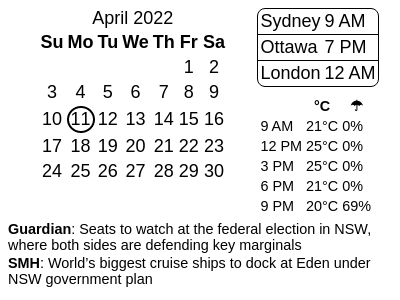 April 2022
Su Mo Tu We Th Fr Sa
1 2
3 4 5 6 7 8 9
10 11 12 13 14 15 16
17 18 19 20 21 22 23
24 25 26 27 28 29 30
Sydney 9 AM
Ottawa 7 PM
London 12 AM
°C ☂
9 AM 21°C 0%
12 PM 25°C 0%
3 PM 25°C 0%
6 PM 21°C 0%
9 PM 20°C 69%
Guardian: Seats to watch at the federal election in NSW,
where both sides are defending key marginals
SMH: World’s biggest cruise ships to dock at Eden under
NSW government plan